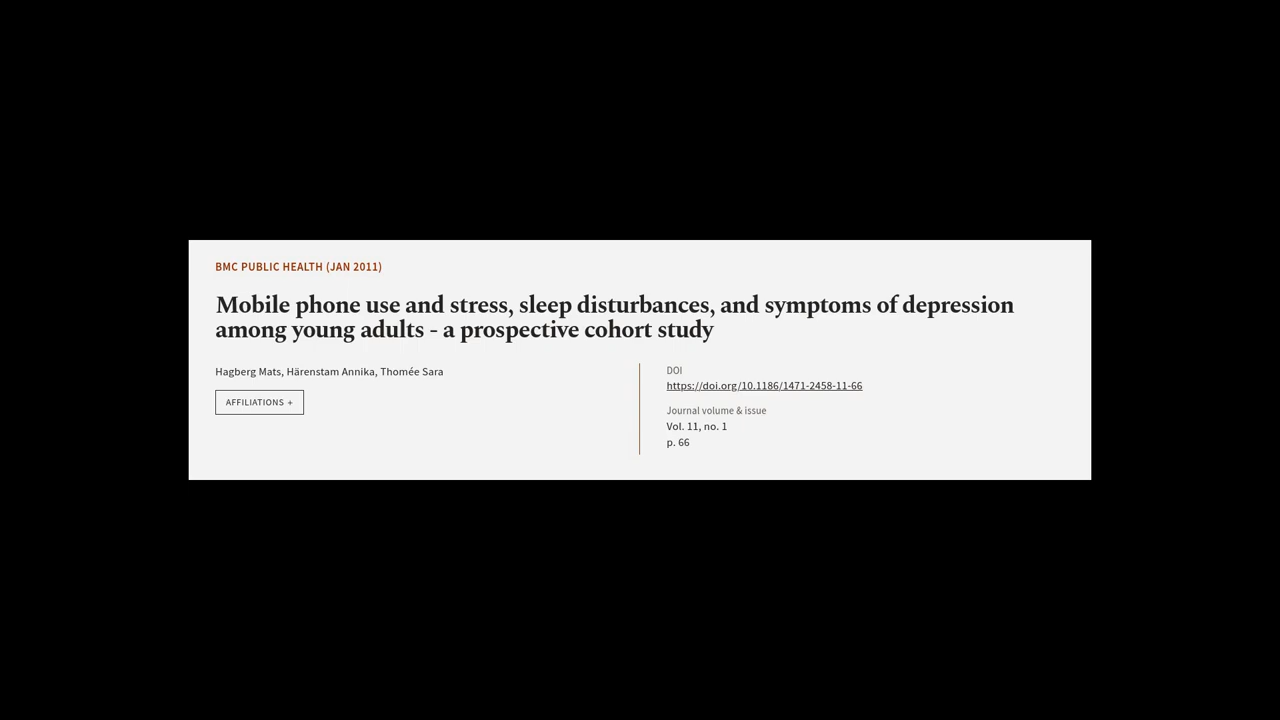 BMC PUBLIC HEALTH (JAN 2011)
Mobile phone use and stress, sleep disturbances, and symptoms of depression
among young adults - a prospective cohort study
Hagberg Mats, Härenstam Annika, Thomée Sara
AFFILIATIONS +
DOI
https://doi.org/10.1186/1471-2458-11-66
Journal volume & issue
Vol. 11, no. 1
p. 66